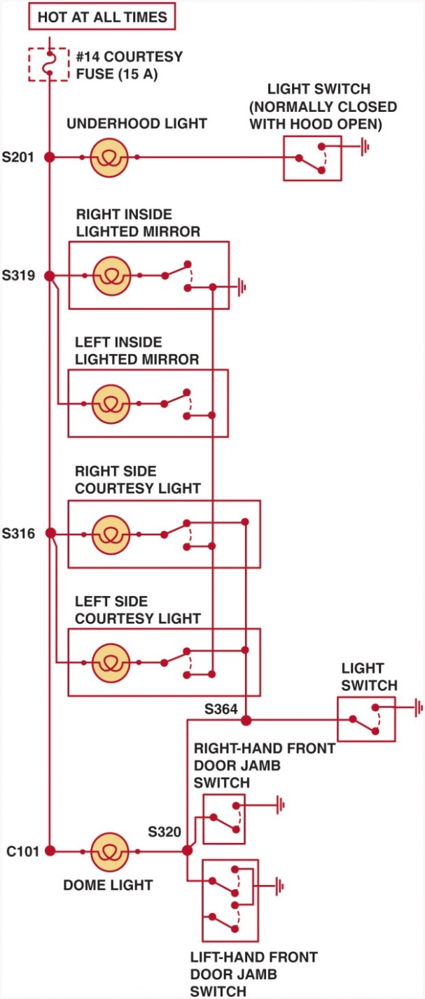 HOT AT ALL TIMES
#14 COURTESY
FUSE (15 A)
LIGHT SWITCH
(NORMALLY CLOSED
WITH HOOD OPEN)
UNDERHOOD LIGHT
S201
RIGHT INSIDE
LIGHTED MIRROR
S319
LEFT INSIDE
LIGHTED MIRROR
RIGHT SIDE
COURTESY LIGHT
S316
LEFT SIDE
COURTESY LIGHT
LIGHT
SWITCH
S364
RIGHT-HAND FRONT
DOOR JAMB
SWITCH
S320
C101
DOME LIGHT
LIFT-HAND FRONT
DOOR JAMB
SWITCH